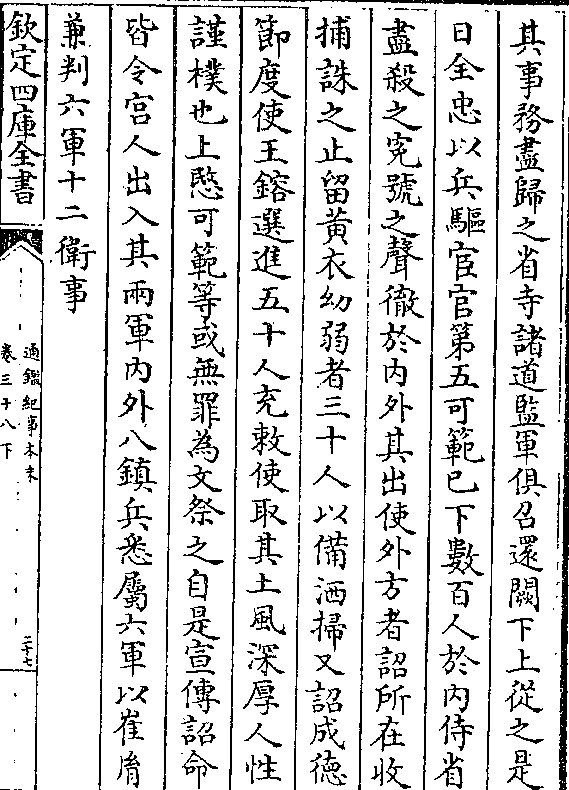 其事務盡歸之省寺諸道監軍俱召還闕下上從之是
日全忠以兵驅宦官第五可範已下數百人於内侍省
盡殺之寃號之聲徹於内外其出使外方者詔所在收
捕誅之止留黄衣幼弱者三十人以備洒掃又詔成德
節度使王鎔選進五十人充敕使取其土風深厚人性
謹樸也上愍可範等或無罪為文祭之自是宣傳詔命
皆令宫人出入其兩軍内外八鎮兵悉屬六軍以崔胤
兼判六軍十二衛事
欽定四庫全書
通鑑紀事本末
卷三十八下
二十七